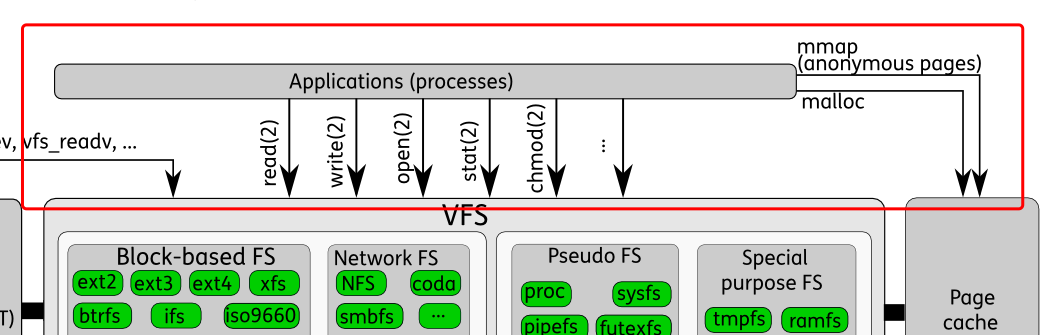 mmap
(anonymous pages)
Applications (processes)
malloc
ev, vfs_readv, ...
read(2)
write(2)
open(2)
stat(2)
chmod(2)
...
VFS
Block-based FS
ext2
ext3
ext4
xfs
btrfs
ifs
iso9660
Network FS
NFS
coda
smbfs
...
Pseudo FS
proc
sysfs
pipefs
futexfs
Special
purpose FS
tmpfs
ramfs
Page
cache
T)